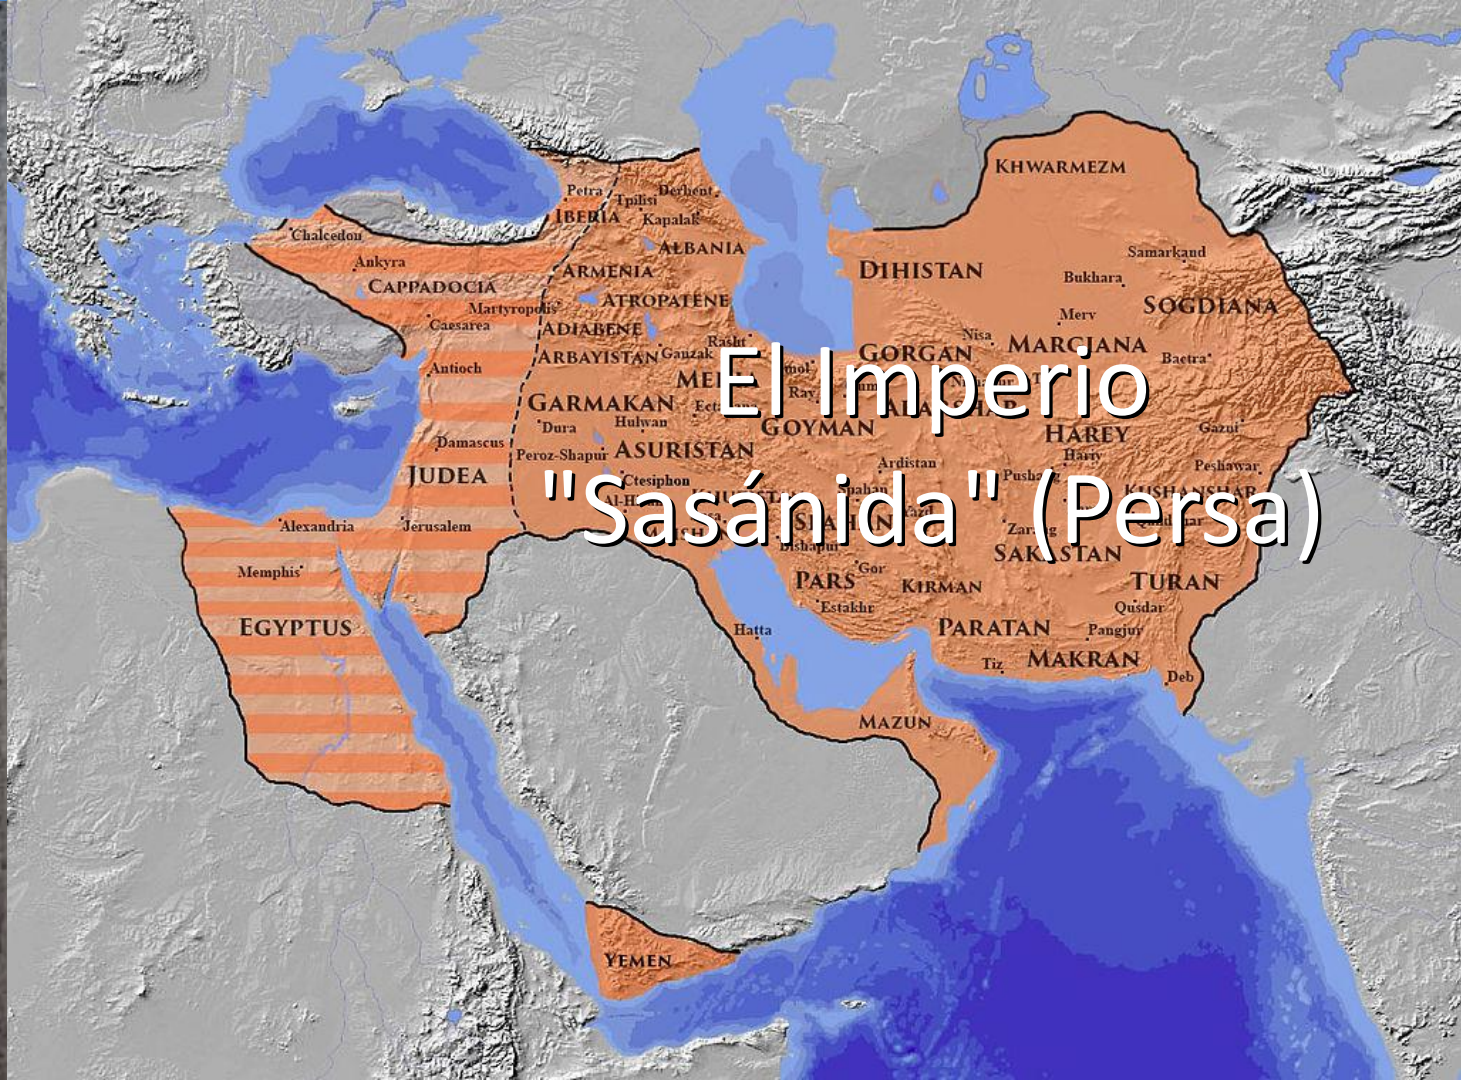 KHWARMEZM
Petra
Tpilisi
Derbent
IBERIA
Kapalak
Chalcedon
ALBANIA
Samarkand
Ankyra
ARMENIA
DIHISTAN
Bukhara
CAPPADOCIA
ATROPATENE
SOGDIANA
Martyropolis
Merv
Caesarea
ADIABENE
Rasht
Nisa
MARGIANA
ARBAYISTAN
Ganzak
GORGAN
Bactra
Antioch
El Imperio
Ray
GARMAKAN
Dura
Hulwan
GOYMAN
HAREY
Gazni
Damascus
Peroz-Shapur
ASURISTAN
Harry
JUDEA
Ardistan
Peshawar
Ctesiphon
KUSHANSHAR
"Sasánida" (Persa)
Alexandria
Jerusalem
SAKASTAN
Memphis
Gor
PARS
KIRMAN
TURAN
Estakhr
Qusdar
EGYPTUS
Hatta
PARATAN
Pangjur
Tiz
MAKRAN
Deb
MAZUN
YEMEN